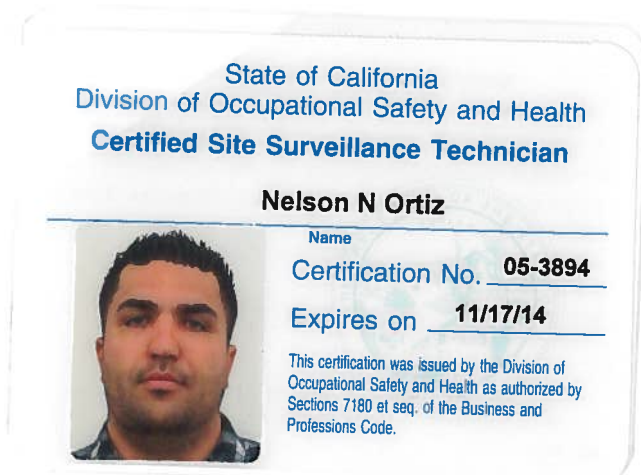 State of California
Division of Occupational Safety and Health
Certified Site Surveillance Technician
Nelson N Ortiz
Name
Certification No. 05-3894
Expires on 11/17/14
This certification was issued by the Division of
Occupational Safety and Health as authorized by
Sections 7180 et seq. of the Business and
Professions Code.